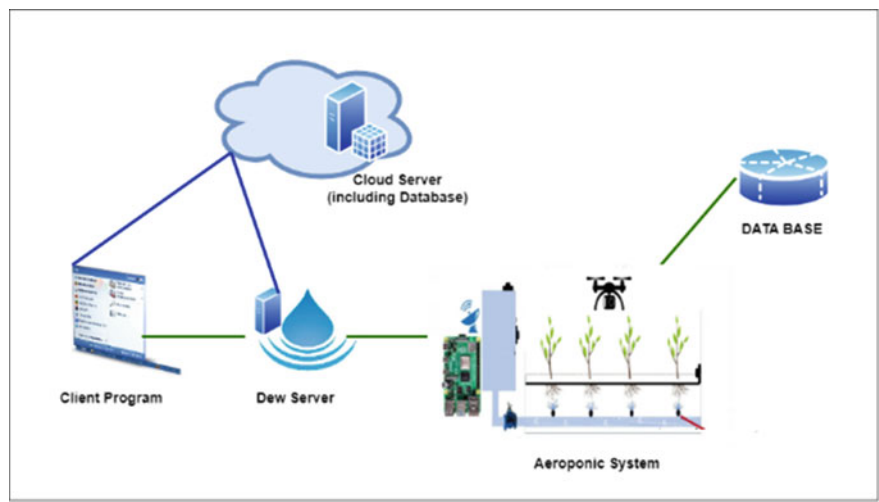 Cloud Server
(including Database)
DATA BASE
Client Program
Dew Server
Aeroponic System